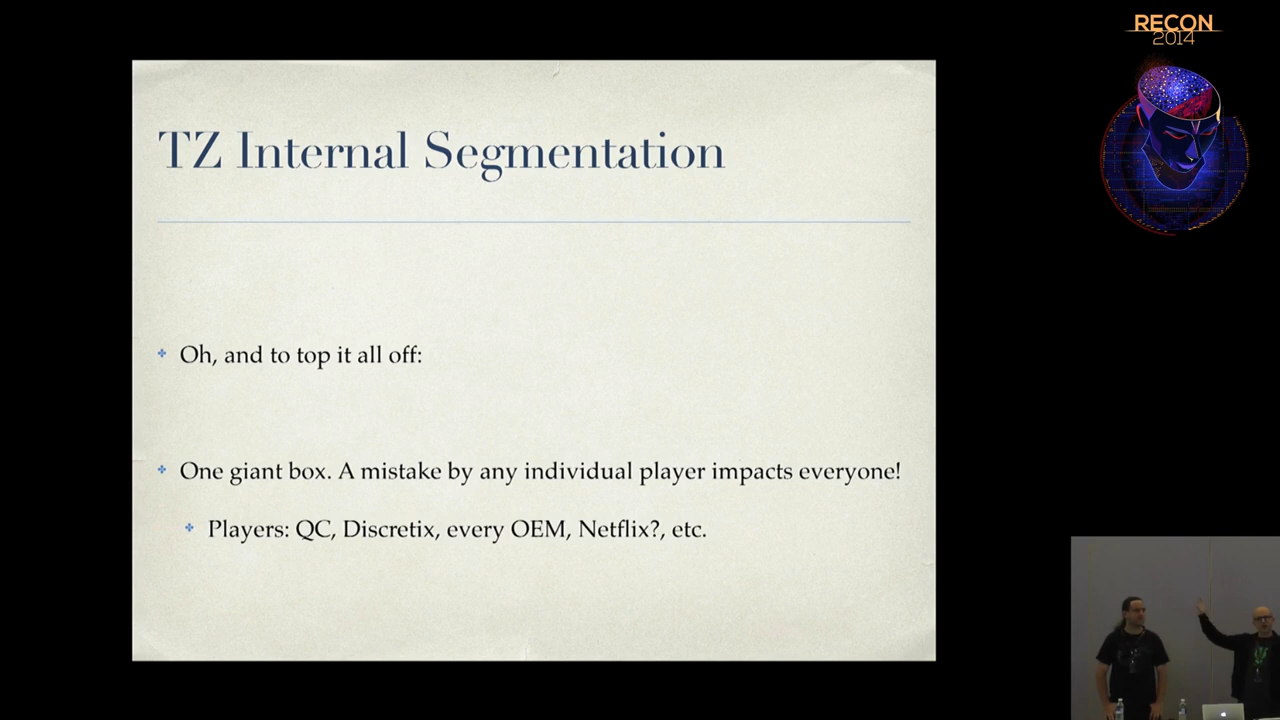 RECON
2014
TZ Internal Segmentation
Oh, and to top it all off:
One giant box. A mistake by any individual player impacts everyone!
Players: QC, Discretix, every OEM, Netflix?, etc.